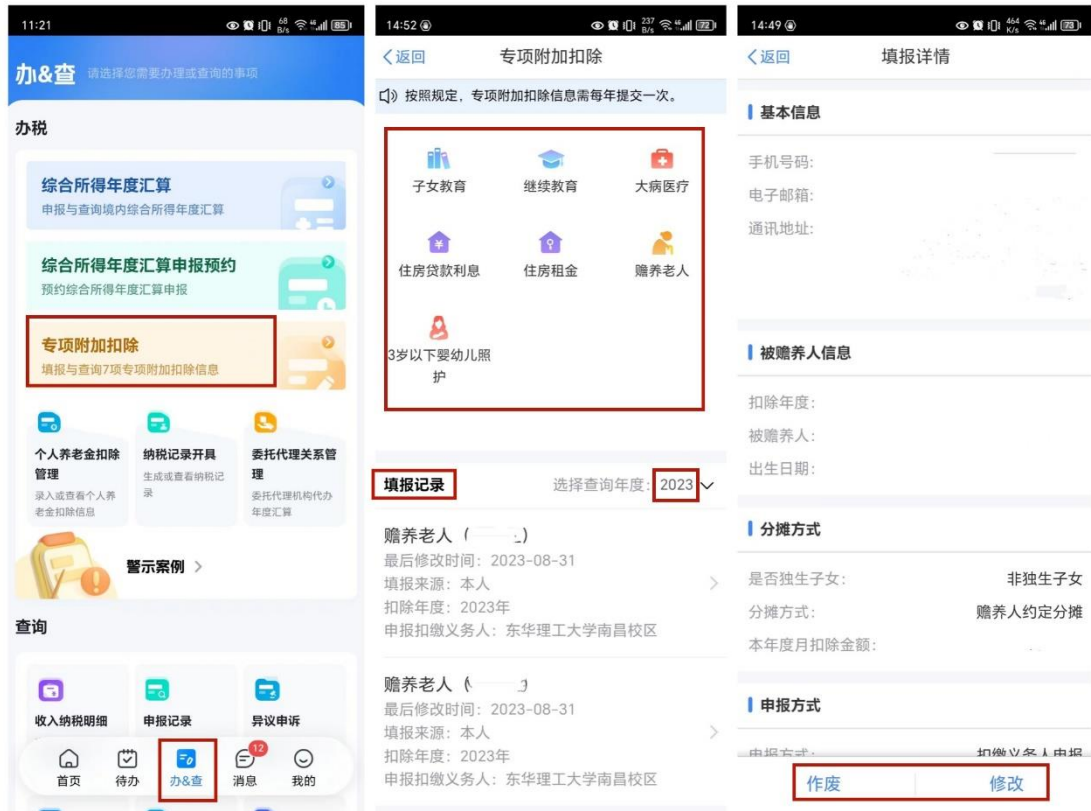 11:21
68
B/s
85
办&查
请选择您需要办理或查询的事项
办税
综合所得年度汇算
申报与查询境内综合所得年度汇算
综合所得年度汇算申报预约
预约综合所得年度汇算申报
专项附加扣除
填报与查询7项专项附加扣除信息
个人养老金扣除
管理
录入或查看个人养
老金扣除信息
纳税记录开具
生成或查看纳税记
录
委托代理关系管
理
委托代理机构代办
年度汇算
警示案例
查询
收入纳税明细
申报记录
异议申诉
首页
待办
办&查
12
消息
我的
14:52
237
B/s
72
返回
专项附加扣除
按照规定，专项附加扣除信息需每年提交一次。
子女教育
继续教育
大病医疗
住房贷款利息
住房租金
赡养老人
3岁以下婴幼儿照
护
填报记录
选择查询年度: 2023
赡养老人（ ）
最后修改时间：2023-08-31
填报来源：本人
扣除年度：2023年
申报扣缴义务人：东华理工大学南昌校区
赡养老人（
最后修改时间：2023-08-31
填报来源：本人
扣除年度：2023年
申报扣缴义务人：东华理工大学南昌校区
14:49
464
K/s
73
返回
填报详情
基本信息
手机号码:
电子邮箱:
通讯地址:
被赡养人信息
扣除年度:
被赡养人:
出生日期:
分摊方式
是否独生子女: 非独生子女
分摊方式: 赡养人约定分摊
本年度月扣除金额:
申报方式
申报方式: 扣缴义务人申报
作废
修改